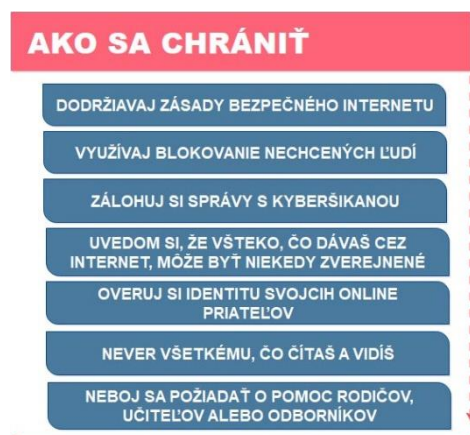 AKO SA CHRÁNIŤ
DODRŽIAVAJ ZÁSADY BEZPEČNÉHO INTERNETU
VYUŽÍVAJ BLOKOVANIE NECHCENÝCH ĽUDÍ
ZÁLOHUJ SI SPRÁVY S KYBERŠIKANOU
UVEDOM SI, ŽE VŠTEKO, ČO DÁVAŠ CEZ
INTERNET, MÔŽE BYŤ NIEKEDY ZVEREJNENÉ
OVERUJ SI IDENTITU SVOJCIH ONLINE
PRIATEĽOV
NEVER VŠETKÉMU, ČO ČÍTAŠ A VIDÍŠ
NEBOJ SA POŽIADAŤ O POMOC RODIČOV,
UČITEĽOV ALEBO ODBORNÍKOV